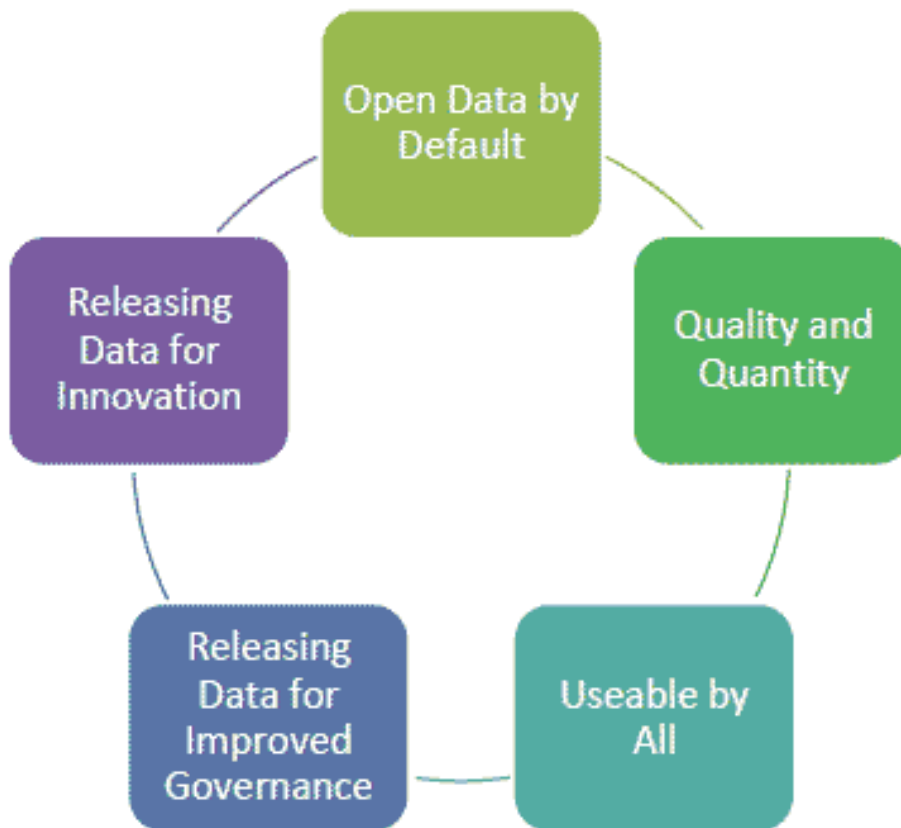 Open Data by
Default
Quality and
Quantity
Useable by
All
Releasing
Data for
Improved
Governance
Releasing
Data for
Innovation